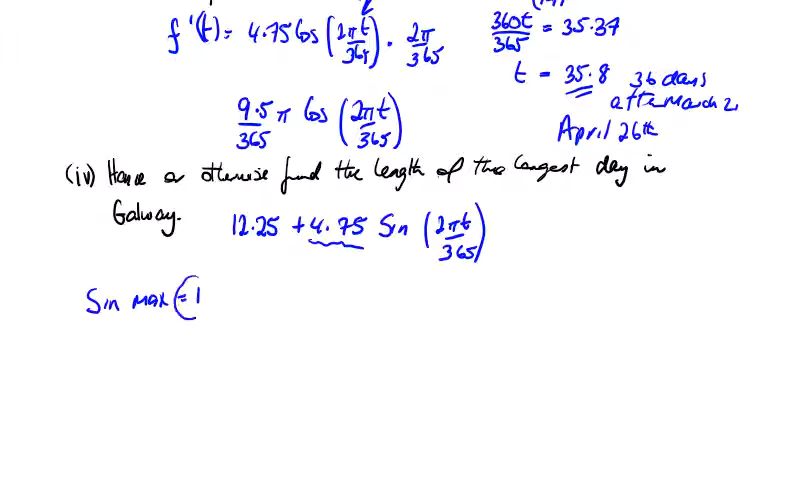 f'(t) = 4.75 Cos (2πt/365) · 2π/365
360t/365 = 35.37
t = 35.8 36 days
after March 2
9.5/365 π Cos (2πt/365)
April 26th
(iv) Hence or otherwise find the length of the longest day in
Galway.
12.25 + 4.75 Sin (2πt/365)
Sin max = 1